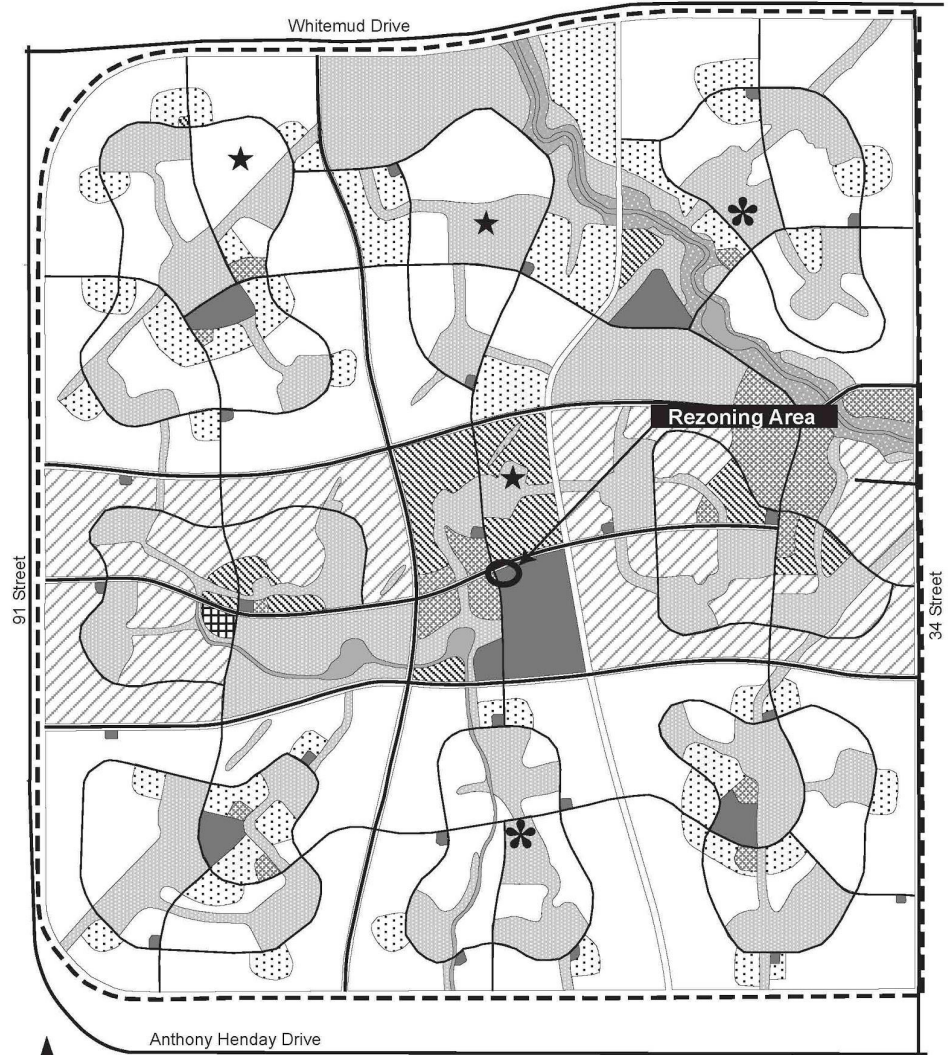 Whitemud Drive
Rezoning Area
91 Street
34 Street
Anthony Henday Drive